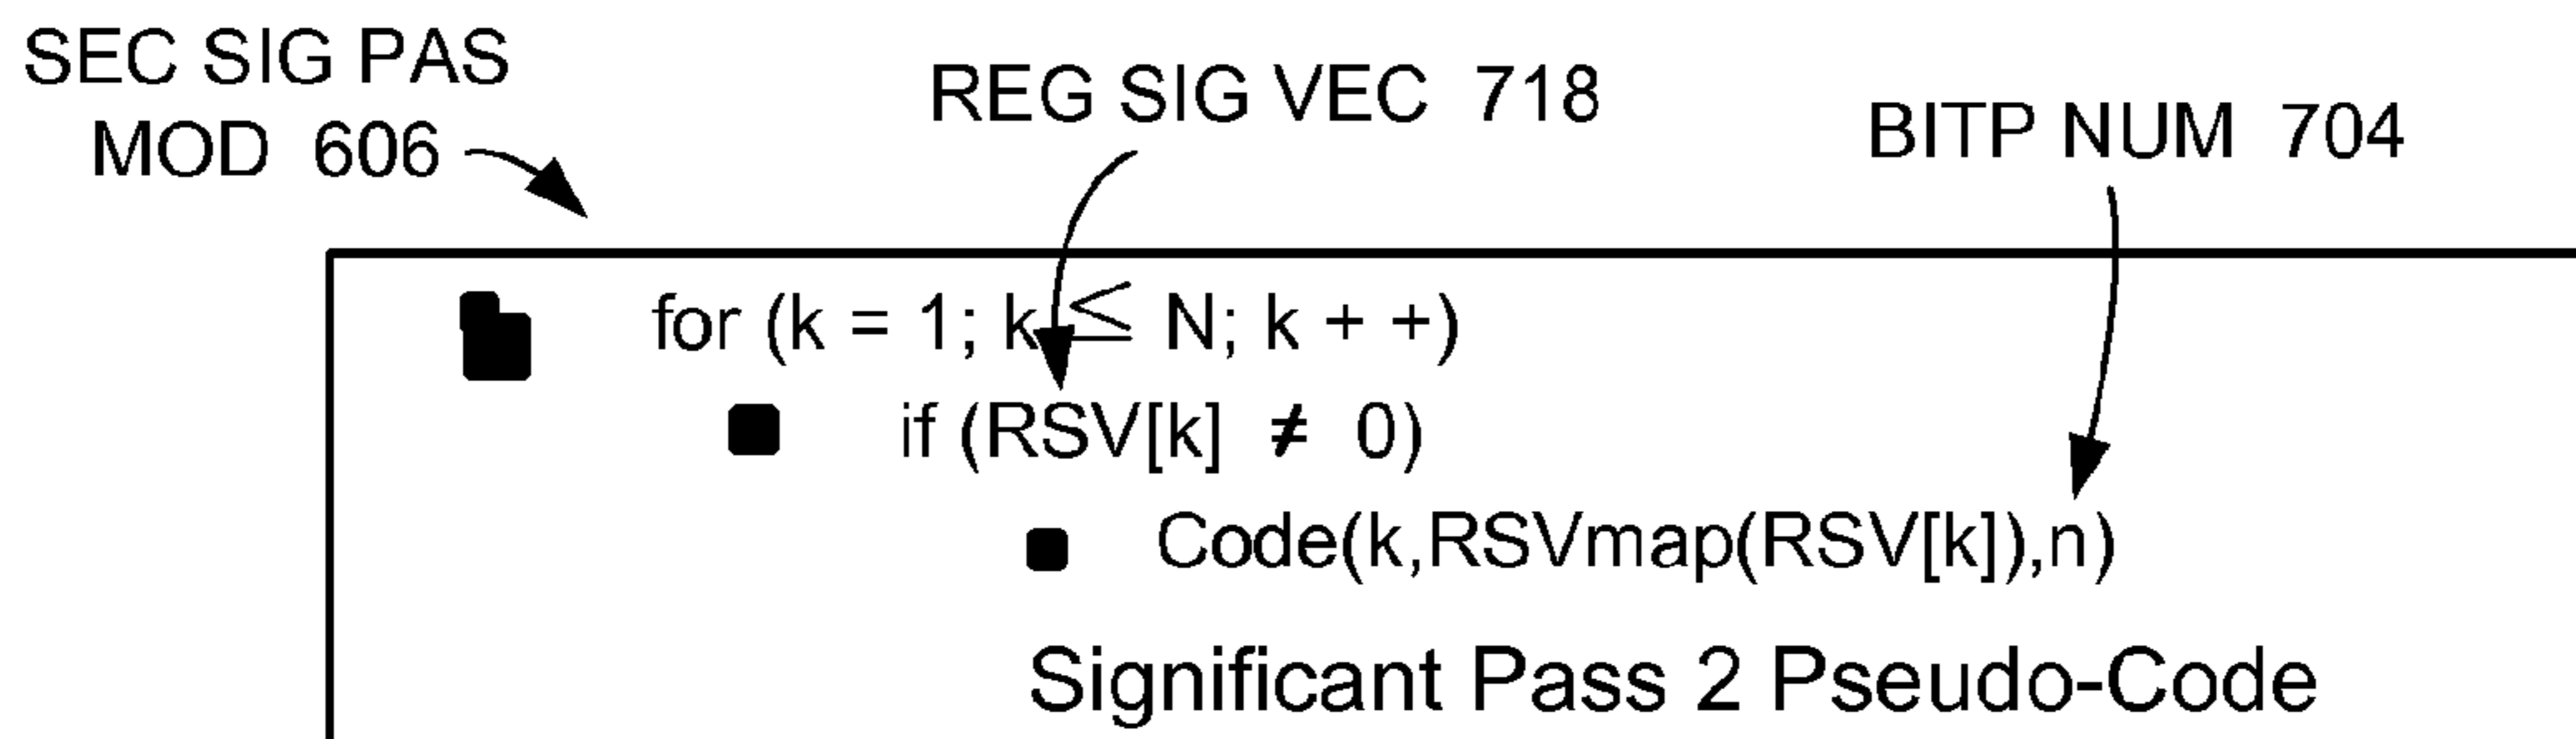 SEC SIG PAS
MOD 606
REG SIG VEC 718
BITP NUM 704
for (k = 1; k ≦ N; k + +)
if (RSV[k] ≠ 0)
Code(k,RSVmap(RSV[k]),n)
Significant Pass 2 Pseudo-Code